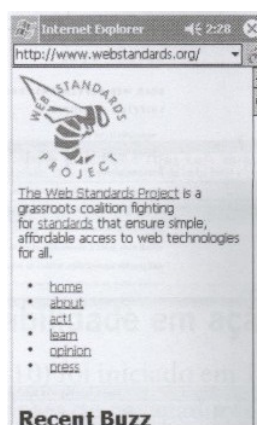 Internet Explorer 2:28
http://www.webstandards.org/
WEB STANDARDS
PROJECT
The Web Standards Project is a
grassroots coalition fighting
for standards that ensure simple,
affordable access to web technologies
for all.
• home
• about
• act!
• learn
• opinion
• press
Recent Buzz